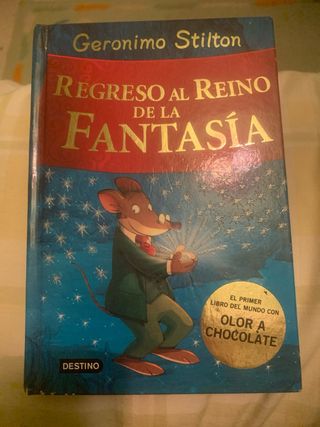 Geronimo Stilton
REGRESO AL REINO
DE LA
FANTASÍA
EL PRIMER
LIBRO DEL MUNDO CON
OLOR A
CHOCOLATE
DESTINO